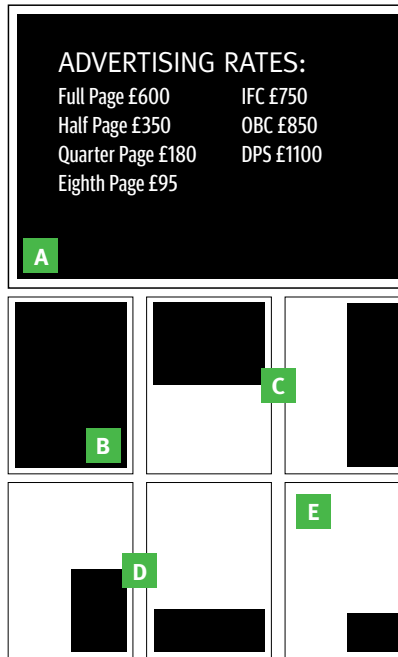 ADVERTISING RATES:
Full Page £600
Half Page £350
Quarter Page £180
Eighth Page £95
IFC £750
OBC £850
DPS £1100
A
B
C
D
E